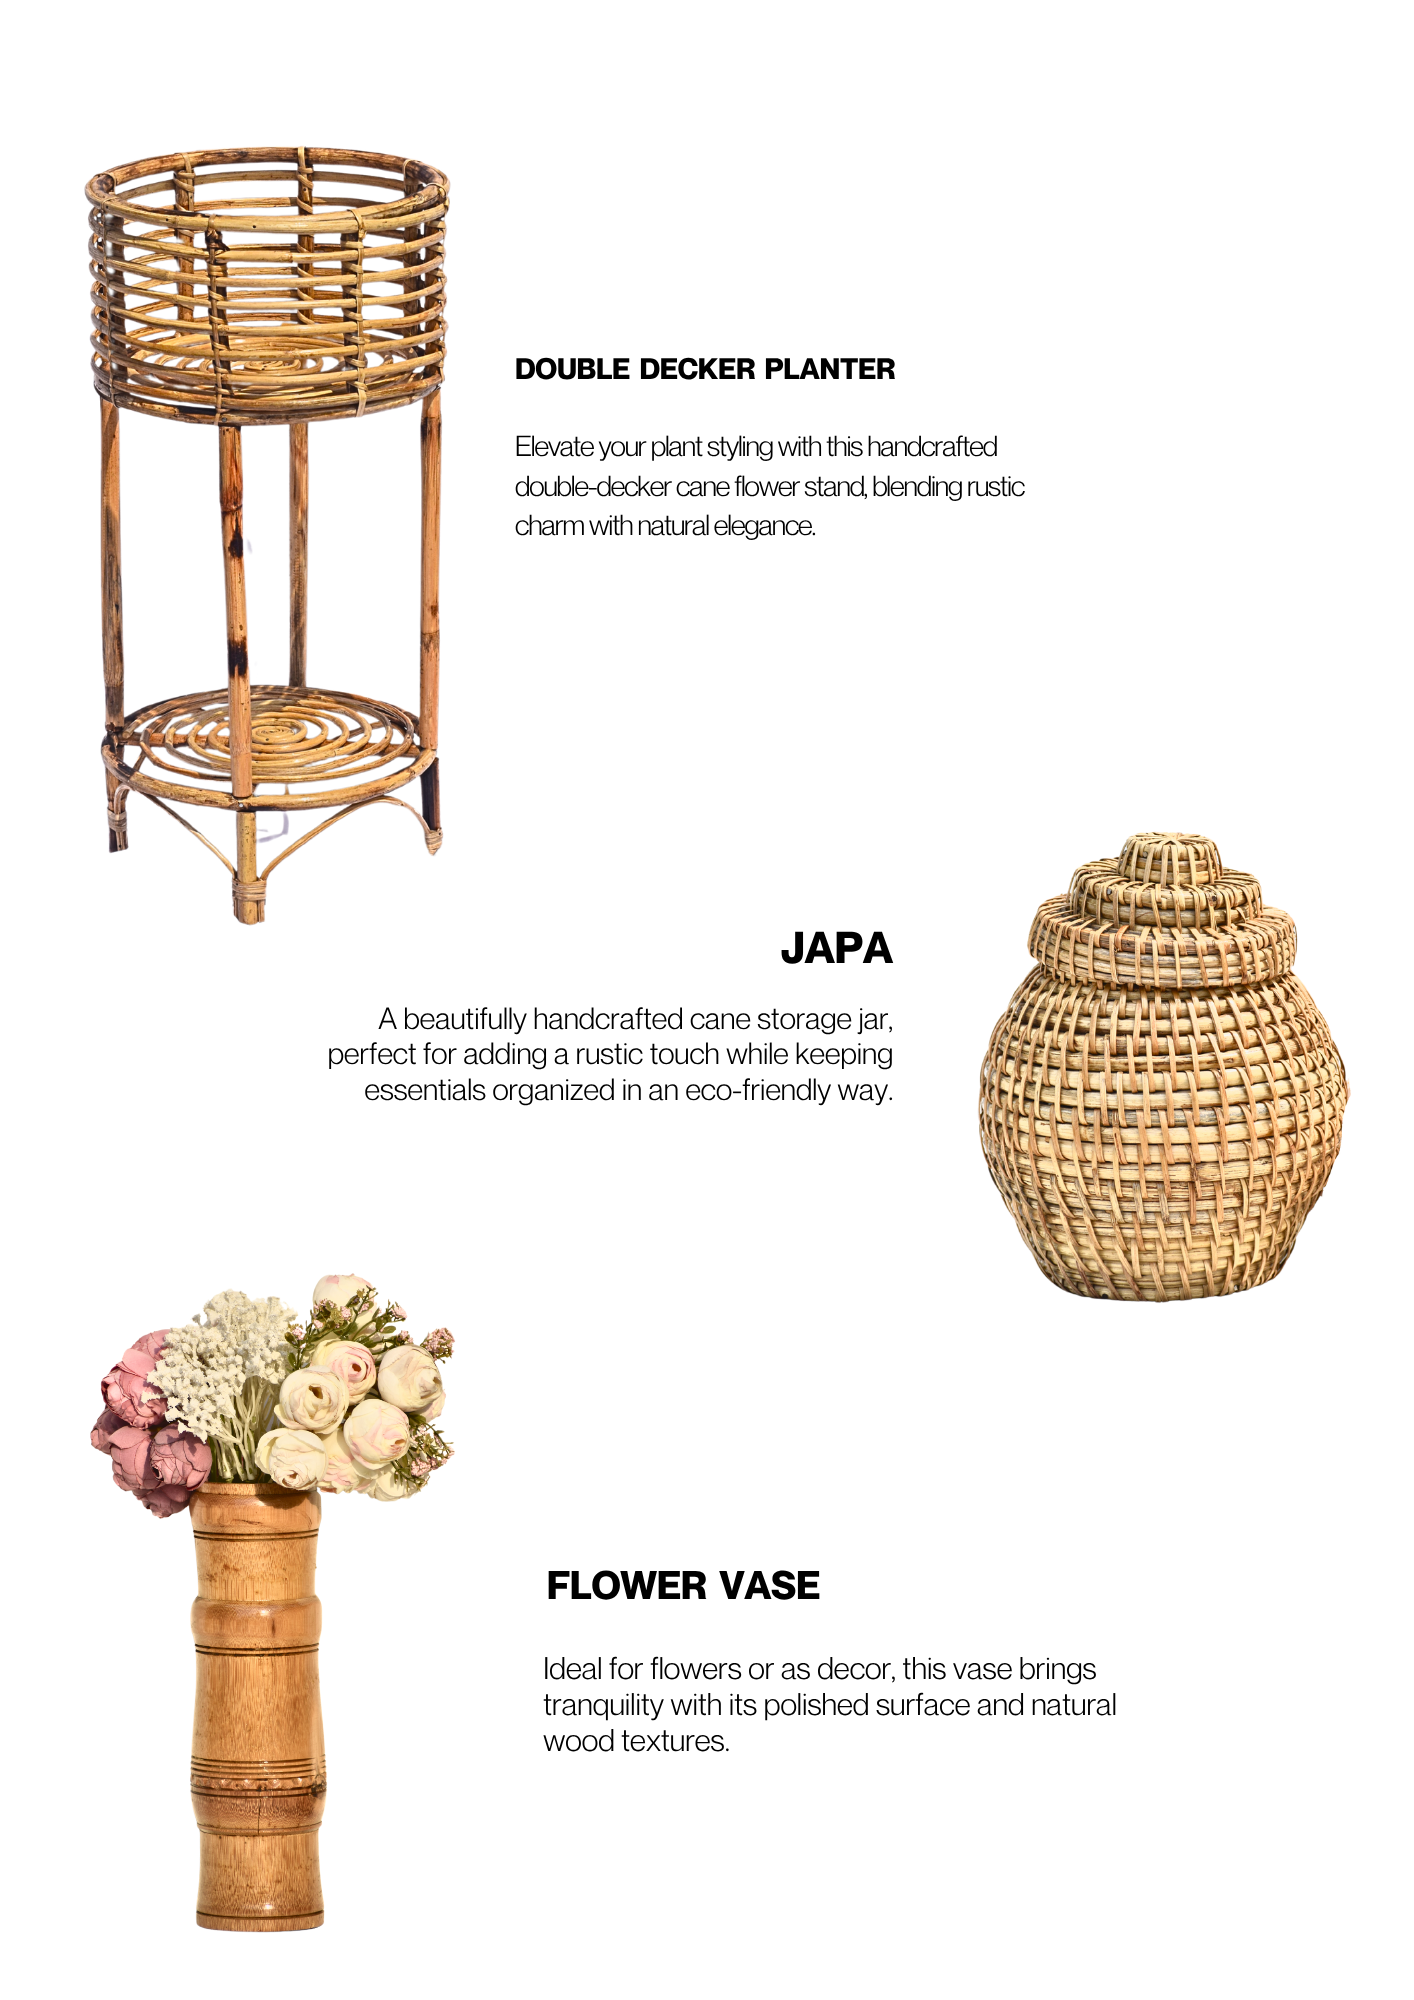 DOUBLE DECKER PLANTER
Elevate your plant styling with this handcrafted
double-decker cane flower stand, blending rustic
charm with natural elegance.
JAPA
A beautifully handcrafted cane storage jar,
perfect for adding a rustic touch while keeping
essentials organized in an eco-friendly way.
FLOWER VASE
Ideal for flowers or as decor, this vase brings
tranquility with its polished surface and natural
wood textures.